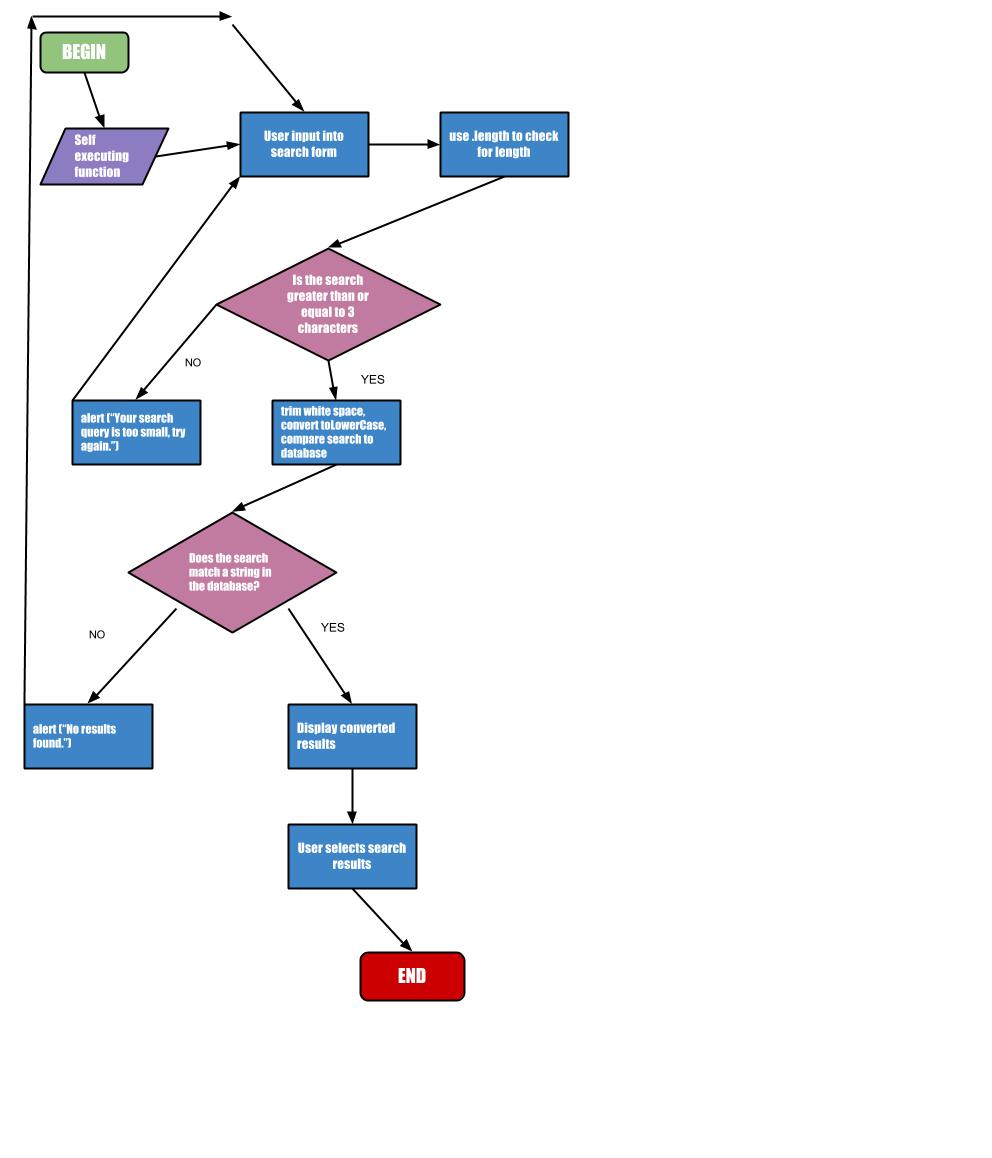 BEGIN
Self
executing
function
User input into
search form
use .length to check
for length
Is the search
greater than or
equal to 3
characters
NO
YES
alert (“Your search
query is too small, try
again.”)
trim white space,
convert toLowerCase,
compare search to
database
Does the search
match a string in
the database?
NO
YES
alert (“No results
found.”)
Display converted
results
User selects search
results
END